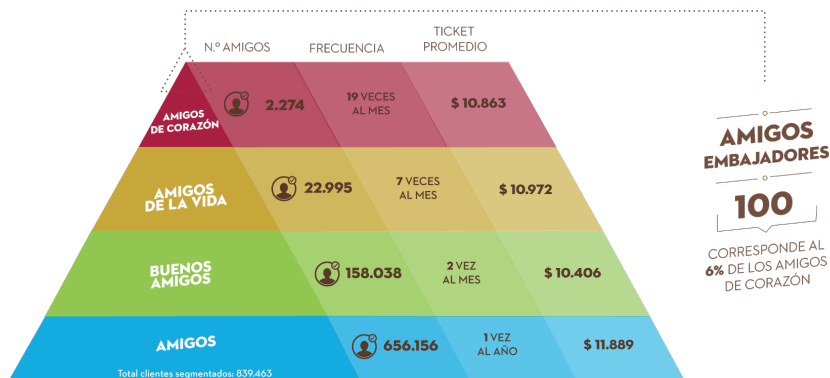 N.º AMIGOS
FRECUENCIA
TICKET
PROMEDIO
AMIGOS
DE CORAZÓN
2.274
19 VECES
AL MES
$ 10.863
AMIGOS
DE LA VIDA
22.995
7 VECES
AL MES
$ 10.972
BUENOS
AMIGOS
158.038
2 VEZ
AL MES
$ 10.406
AMIGOS
656.156
1 VEZ
AL AÑO
$ 11.889
Total clientes segmentados: 839.463
AMIGOS
EMBAJADORES
100
CORRESPONDE AL
6% DE LOS AMIGOS
DE CORAZÓN